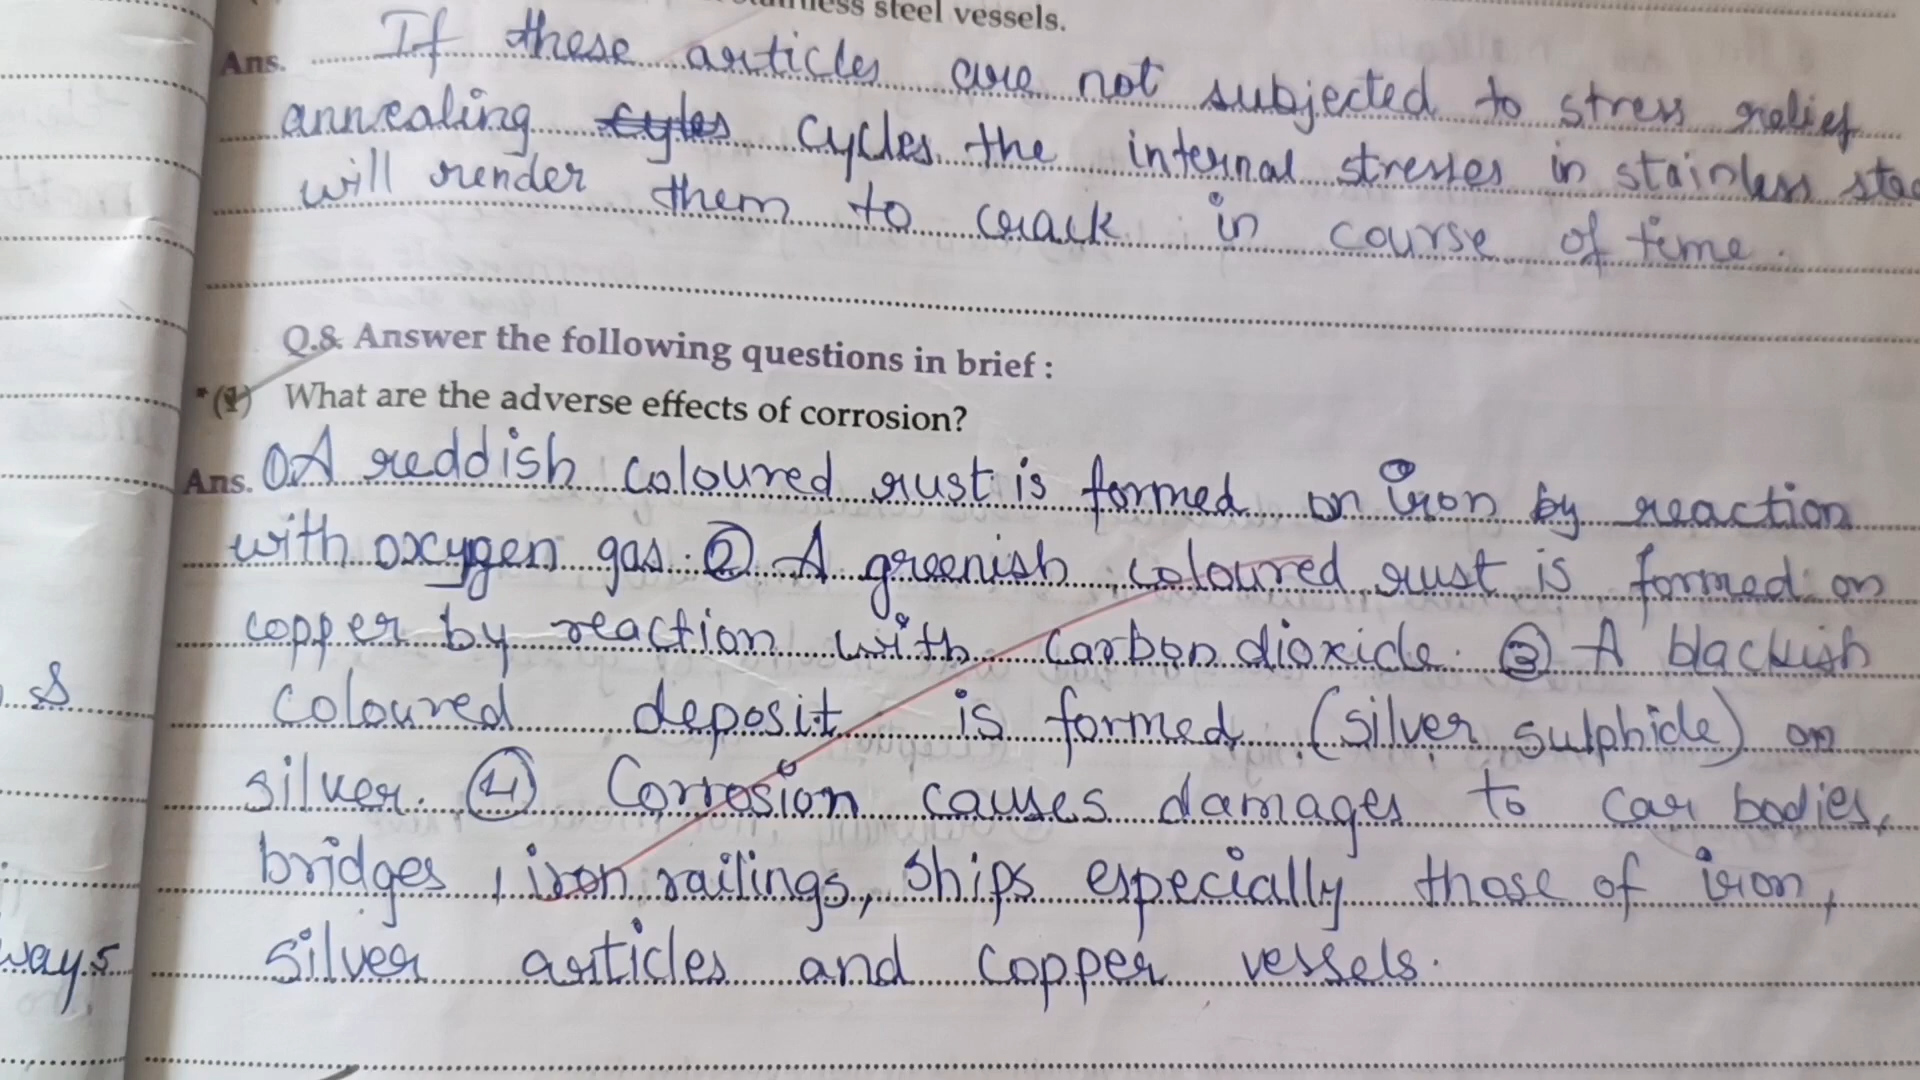 steel vessels.
Ans. If these articles are not subjected to stress relief
annealing cycles the internal stresses in stainless
will render them to crack in course of time.
Q.8. Answer the following questions in brief :
*(1) What are the adverse effects of corrosion?
Ans. ① A reddish coloured rust is formed on iron by reaction
with oxygen gas. ② A greenish coloured rust is formed on
copper by reaction with carbon dioxide. ③ A blackish
coloured deposit is formed (silver sulphide) on
S
silver. ④ Corrosion causes damages to car bodies,
bridges, iron railings, ships especially those of iron,
ways silver articles and copper vessels.